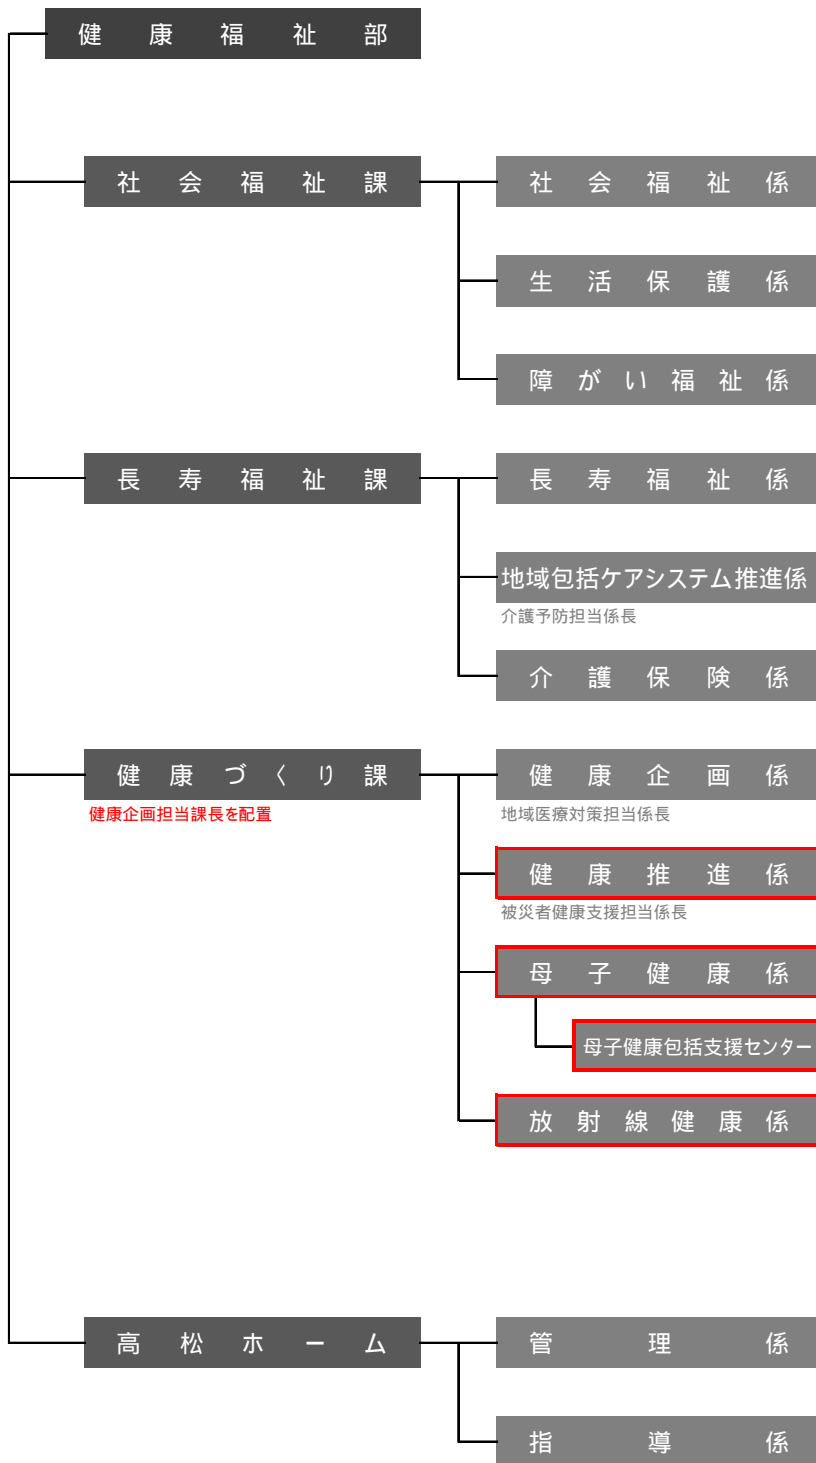 健康福祉部
社会福祉課
社会福祉係
生活保護係
障がい福祉係
長寿福祉課
長寿福祉係
地域包括ケアシステム推進係
介護予防担当係長
介護保険係
健康づくり課
健康企画担当課長を配置
健康企画係
地域医療対策担当係長
健康推進係
被災者健康支援担当係長
母子健康係
母子健康包括支援センター
放射線健康係
高松ホーム
管理係
指導係